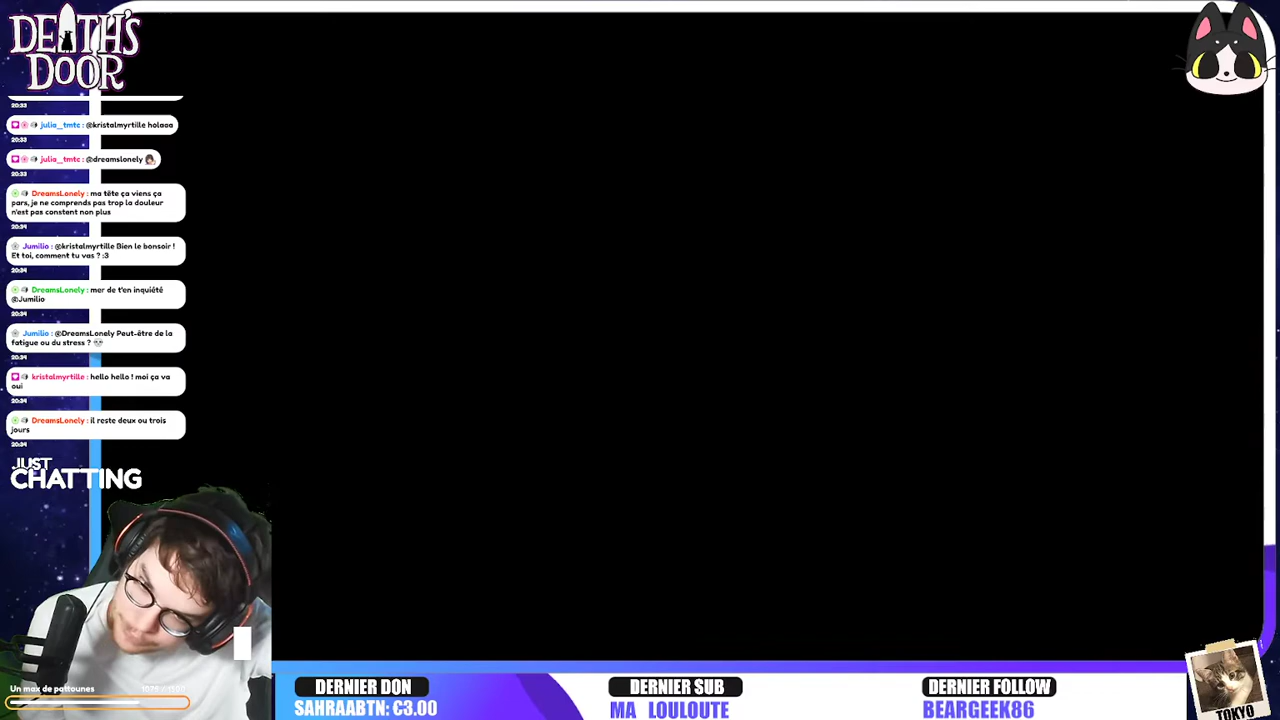 DEATH'S
DOOR
20:33
julia_tmtc : @kristalmyrtille holaaa
20:33
julia_tmtc : @dreamslonely
20:33
DreamsLonely : ma tête ça viens ça
pars, je ne comprends pas trop la douleur
n'est pas constent non plus
20:34
Jumilio : @kristalmyrtille Bien le bonsoir !
Et toi, comment tu vas ? :3
20:34
DreamsLonely : mer de t'en inquiété
@Jumilio
20:34
Jumilio : @DreamsLonely Peut-être de la
fatigue ou du stress ?
20:34
kristalmyrtille : hello hello ! moi ça va
oui
20:34
DreamsLonely : il reste deux ou trois
jours
20:34
JUST
CHATTING
Un max de pattounes
DERNIER DON
SAHRAABTN: €3.00
DERNIER SUB
MA_LOULOUTE
DERNIER FOLLOW
BEARGEEK86
TOKYO